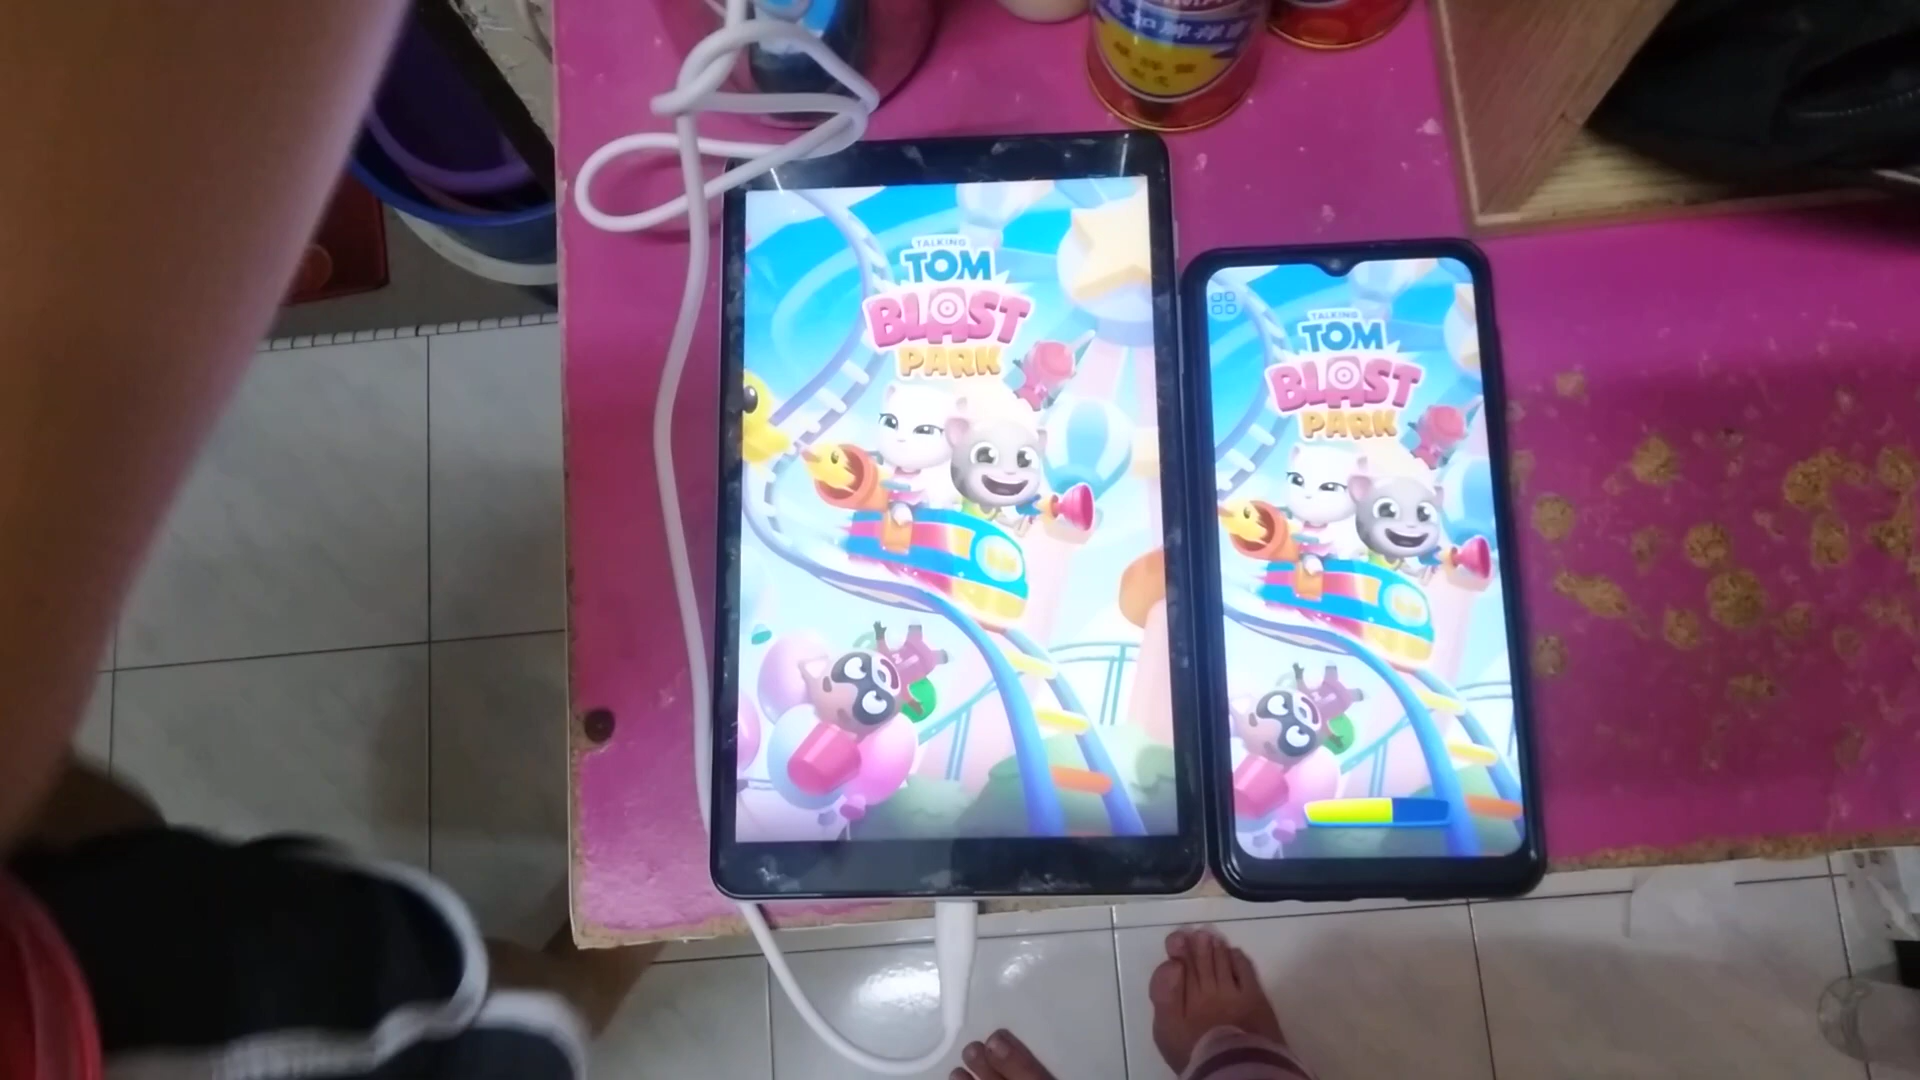 TALKING
TOM
BLAST
PARK
TALKING
TOM
BLAST
PARK